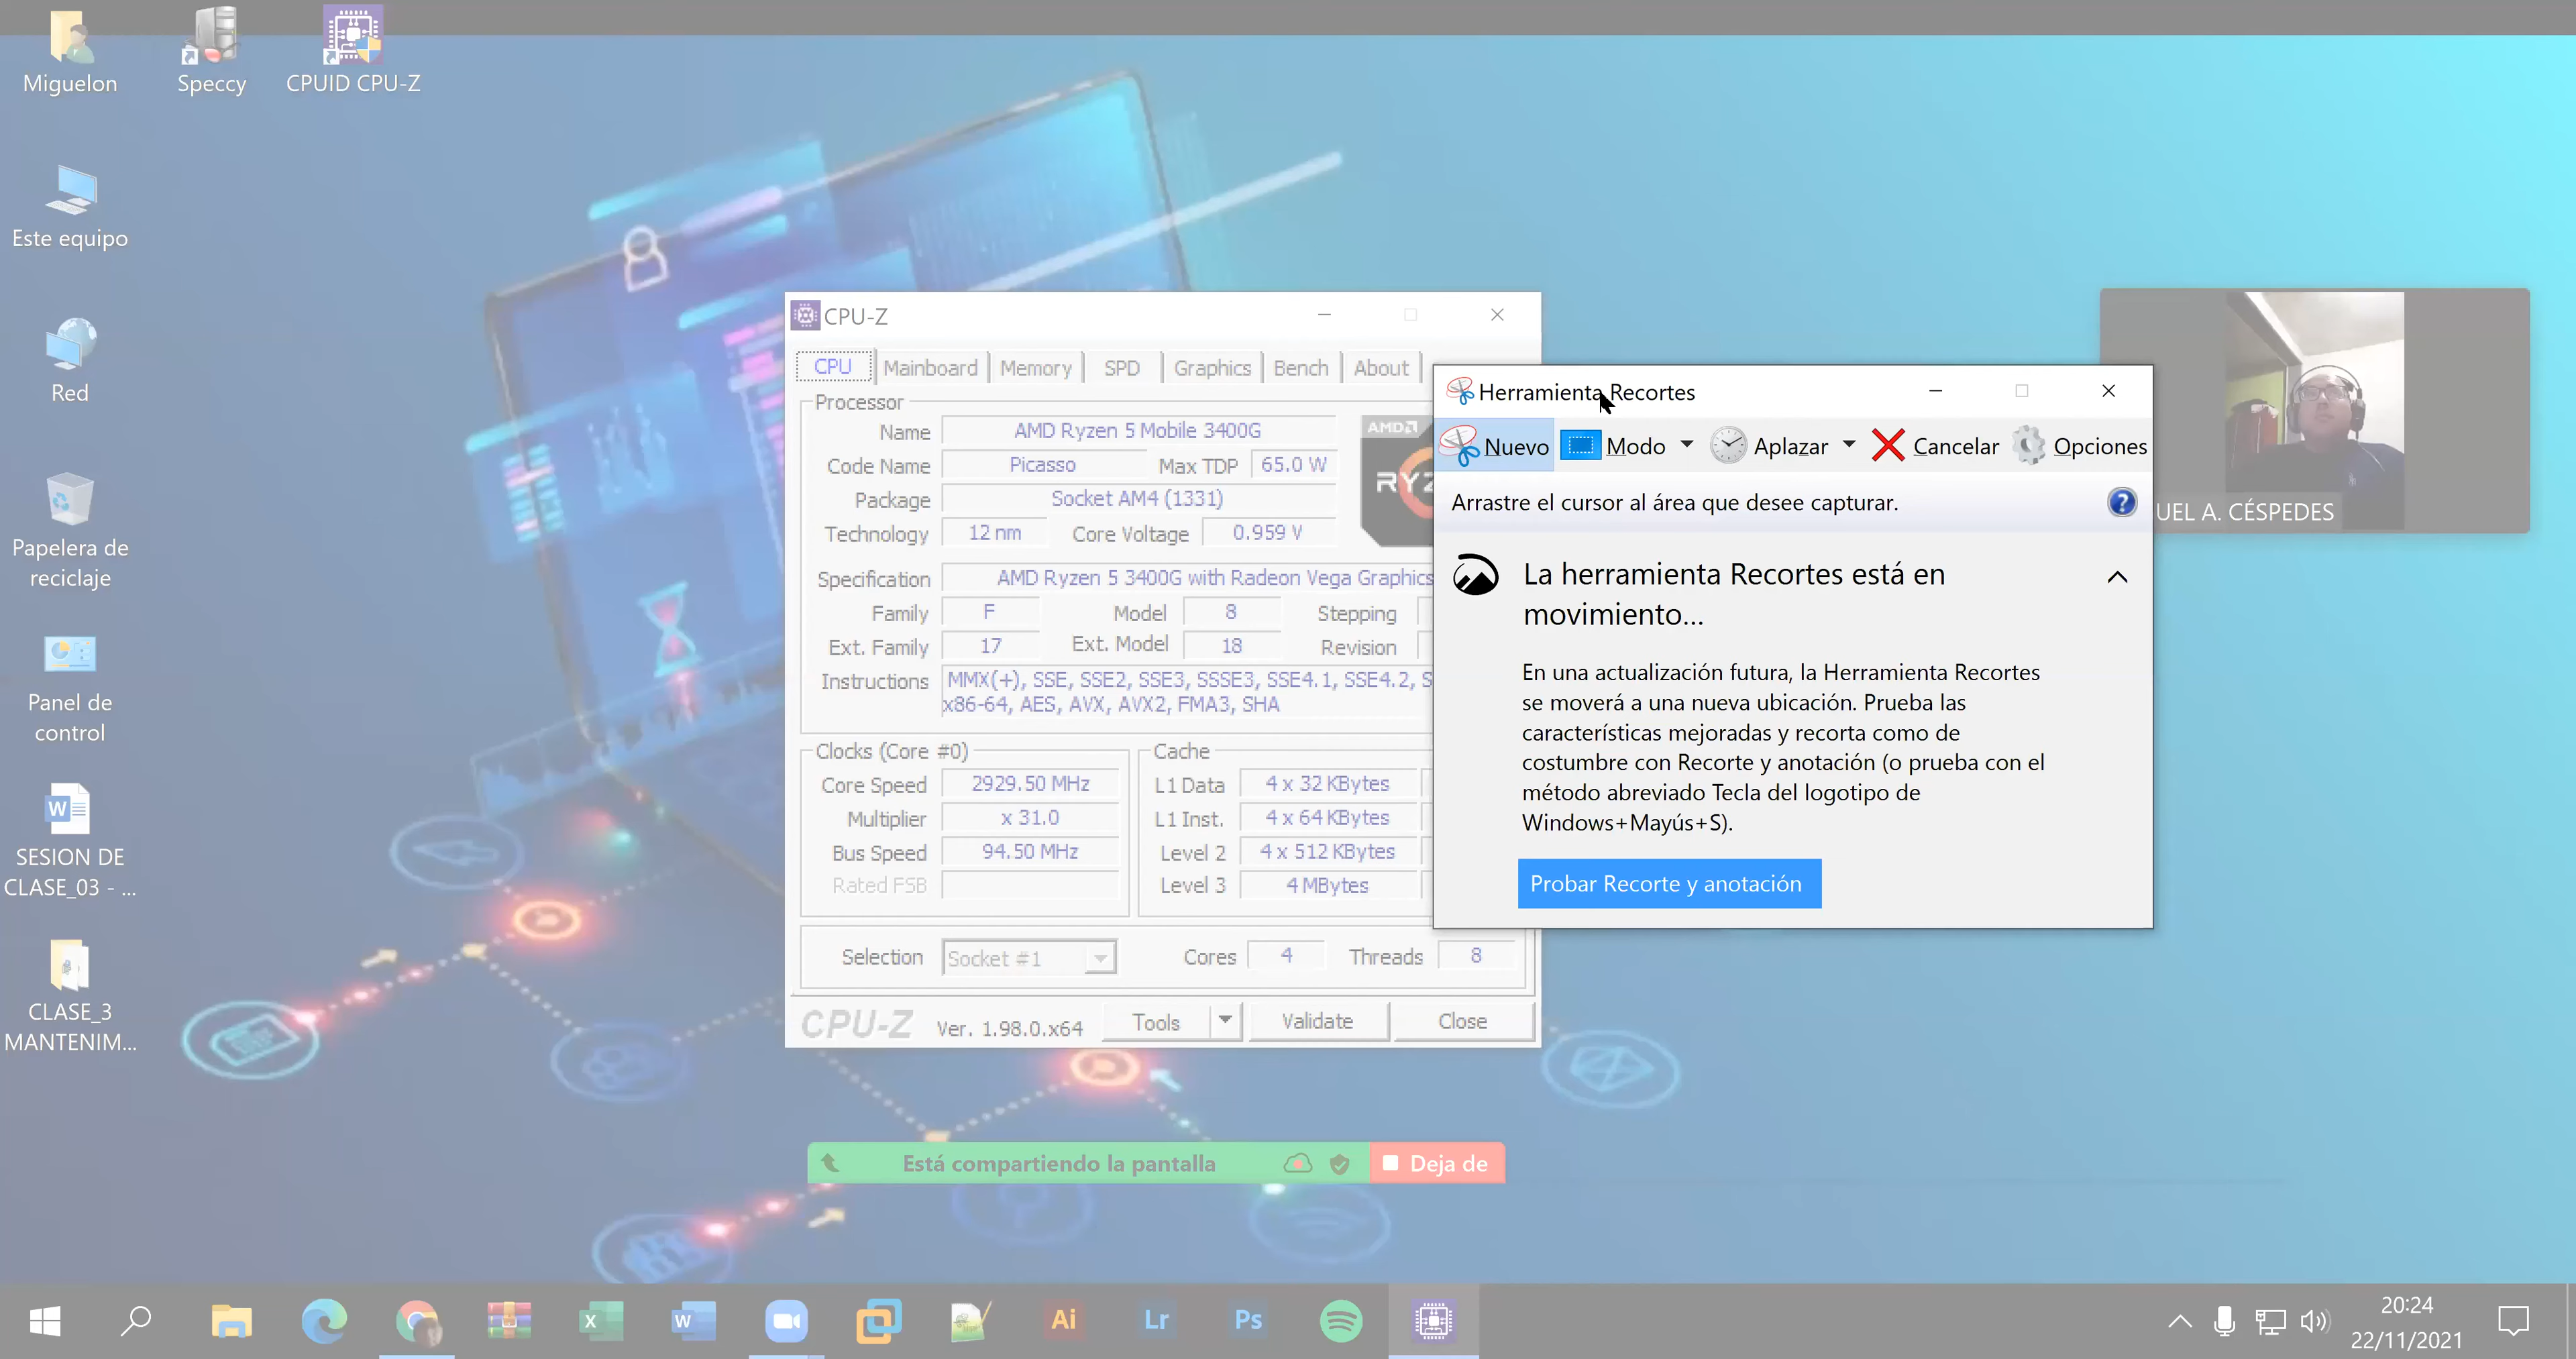 Miguelon
Speccy
CPUID CPU-Z
Este equipo
Red
Papelera de
reciclaje
Panel de
control
SESION DE
CLASE_03 - ...
CLASE_3
MANTENIM...
CPU-Z
CPU Mainboard Memory SPD Graphics Bench About
Processor
Name AMD Ryzen 5 Mobile 3400G
Code Name Picasso Max TDP 65.0 W
Package Socket AM4 (1331)
Technology 12 nm Core Voltage 0.959 V
AMD
RYZ
Specification AMD Ryzen 5 3400G with Radeon Vega Graphics
Family F Model 8 Stepping
Ext. Family 17 Ext. Model 18 Revision
Instructions MMX(+), SSE, SSE2, SSE3, SSSE3, SSE4.1, SSE4.2, S
x86-64, AES, AVX, AVX2, FMA3, SHA
Clocks (Core #0)
Core Speed 2929.50 MHz
Multiplier x 31.0
Bus Speed 94.50 MHz
Rated FSB
Cache
L1 Data 4 x 32 KBytes
L1 Inst. 4 x 64 KBytes
Level 2 4 x 512 KBytes
Level 3 4 MBytes
Selection Socket #1 Cores 4 Threads 8
CPU-Z Ver. 1.98.0.x64 Tools Validate Close
Herramienta Recortes
Nuevo Modo Aplazar Cancelar Opciones
Arrastre el cursor al área que desee capturar.
La herramienta Recortes está en
movimiento...
En una actualización futura, la Herramienta Recortes
se moverá a una nueva ubicación. Prueba las
características mejoradas y recorta como de
costumbre con Recorte y anotación (o prueba con el
método abreviado Tecla del logotipo de
Windows+Mayús+S).
Probar Recorte y anotación
UEL A. CÉSPEDES
Está compartiendo la pantalla Deja de
Ai Lr Ps
20:24
22/11/2021